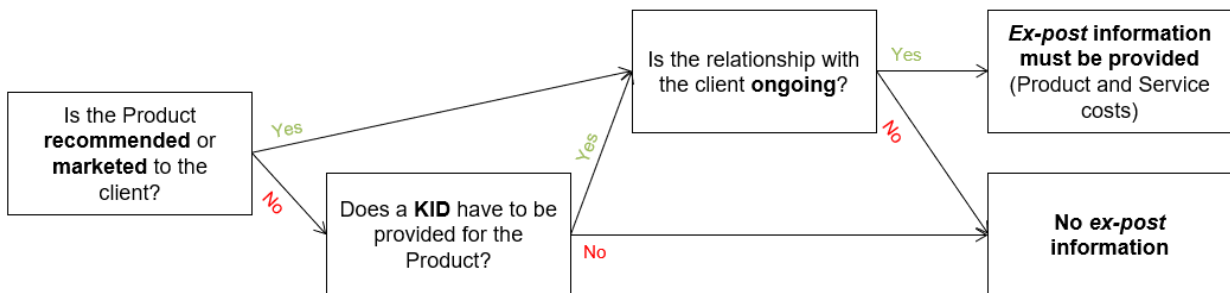 Is the Product
recommended or
marketed to the
client?
Yes
No
Does a KID have to be
provided for the
Product?
Yes
No
Is the relationship with
the client ongoing?
Yes
No
Ex-post information
must be provided
(Product and Service
costs)
No ex-post
information